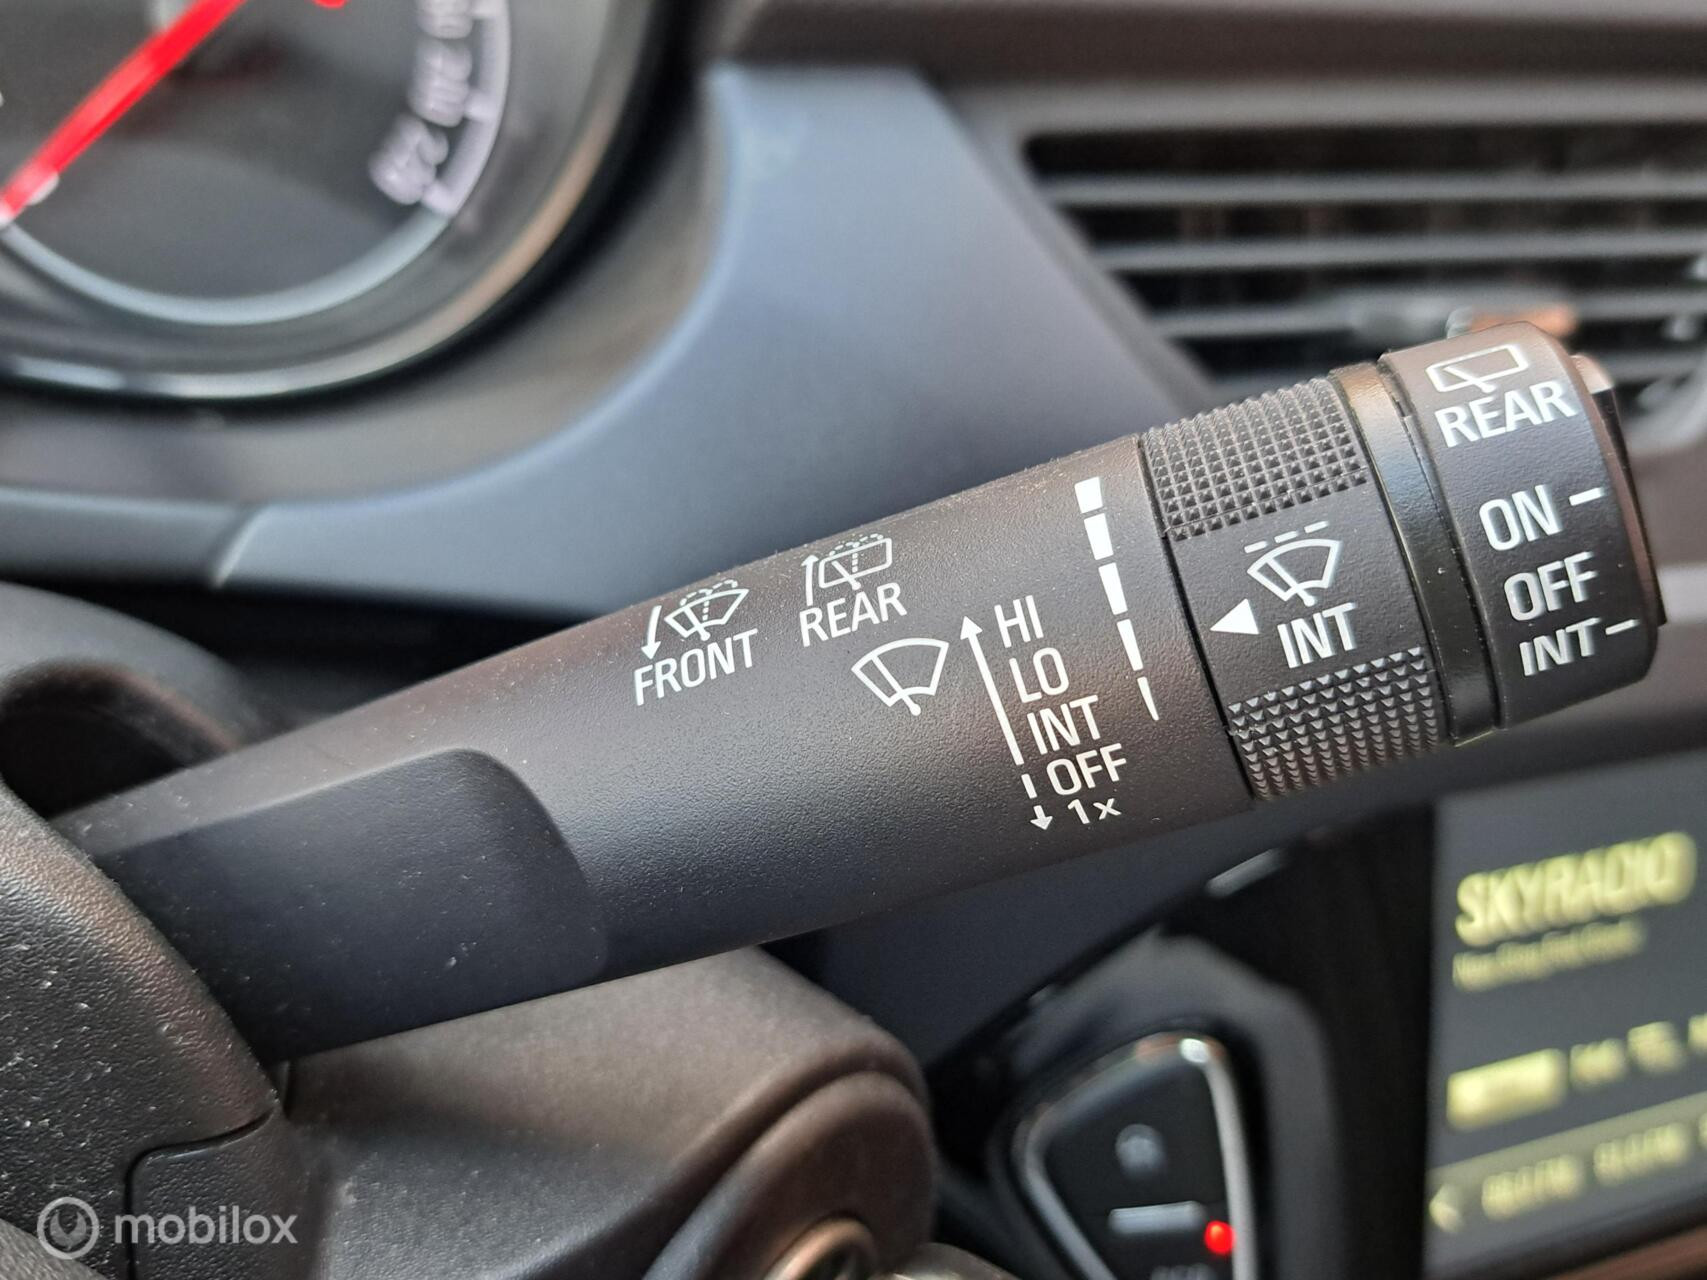 REAR
ON
OFF
INT
INT
REAR
FRONT
HI
LO
INT
OFF
1x
SKYRADIO
mobilox